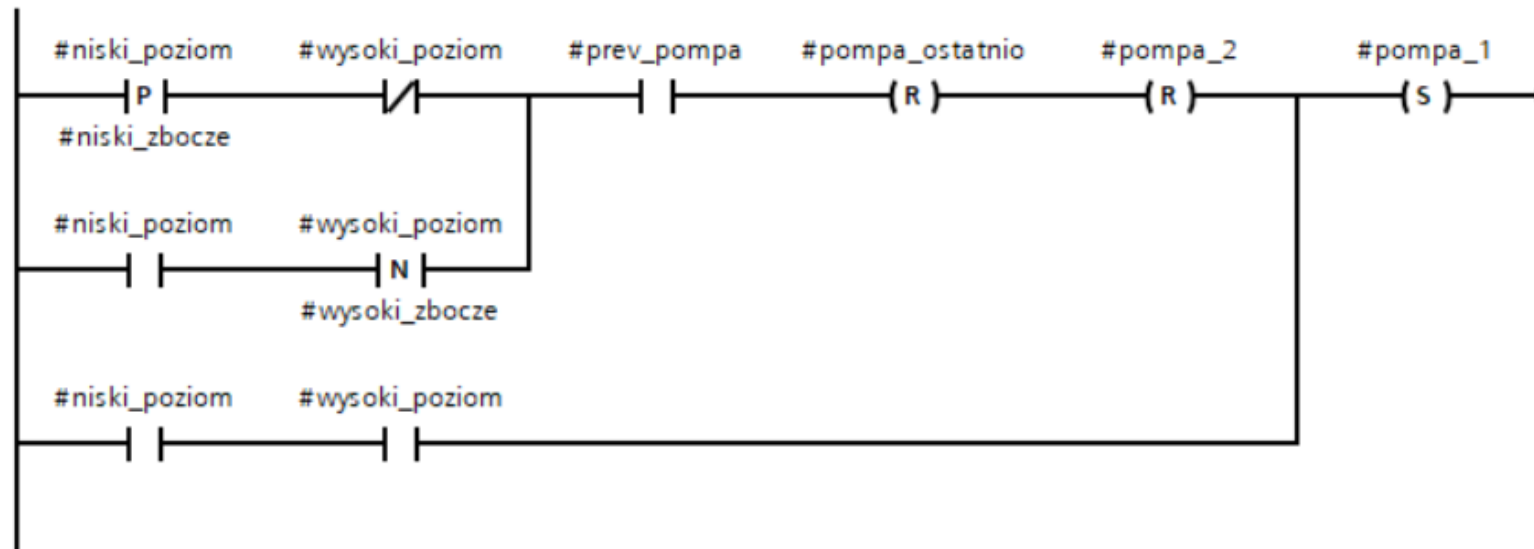 #niski_poziom #wysoki_poziom #prev_pompa #pompa_ostatnio #pompa_2 #pompa_1
P R R S
#niski_zbocze
#niski_poziom #wysoki_poziom
N
#wysoki_zbocze
#niski_poziom #wysoki_poziom